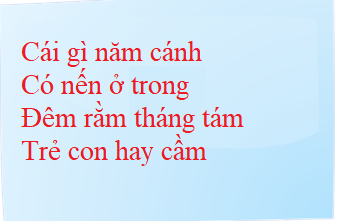 Cái gì năm cánh
Có nến ở trong
Đêm rằm tháng tám
Trẻ con hay cầm